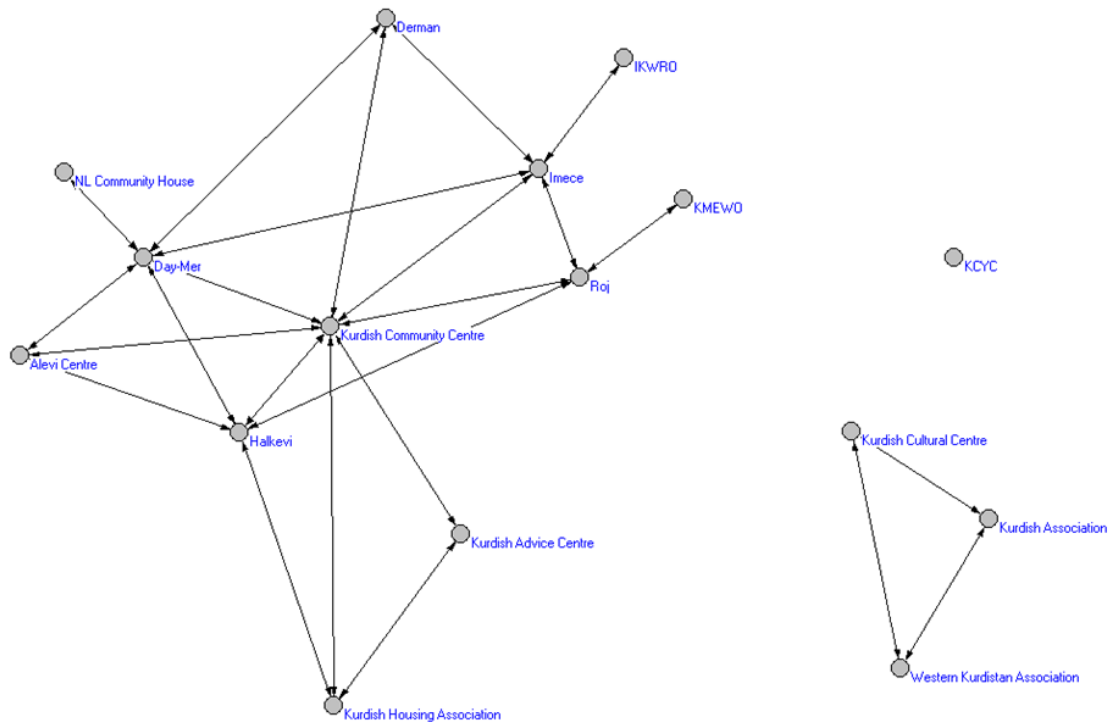 Derman
IKWRO
Imece
NL Community House
KMEWO
Day-Mer
KCYC
Roj
Kurdish Community Centre
Alevi Centre
Halkevi
Kurdish Cultural Centre
Kurdish Association
Kurdish Advice Centre
Western Kurdistan Association
Kurdish Housing Association